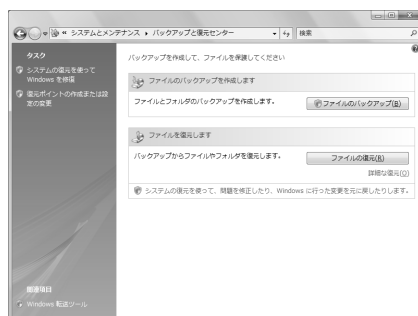 システムとメンテナンス ▸ バックアップと復元センター
検索
タスク
システムの復元を使って
Windows を修復
復元ポイントの作成または設
定の変更
バックアップを作成して、ファイルを保護してください
ファイルのバックアップを作成します
ファイルとフォルダのバックアップを作成します。
ファイルのバックアップ(B)
ファイルを復元します
バックアップからファイルやフォルダを復元します。
ファイルの復元(R)
詳細な復元(O)
システムの復元を使って、問題を修正したり、Windows に行った変更を元に戻したりします。
関連項目
Windows 転送ツール